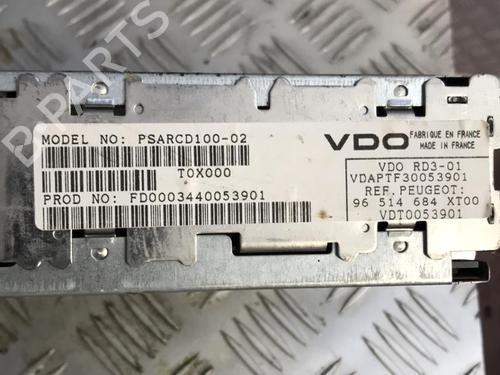 MODEL NO: PSARCD100-02
T0X000
PROD NO: FD0003440053901
VDO
FABRIQUE EN FRANCE
MADE IN FRANCE
VDO RD3-01
VDAPTF30053901
REF. PEUGEOT:
96 514 684 XT00
VDT0053901
B PARTS